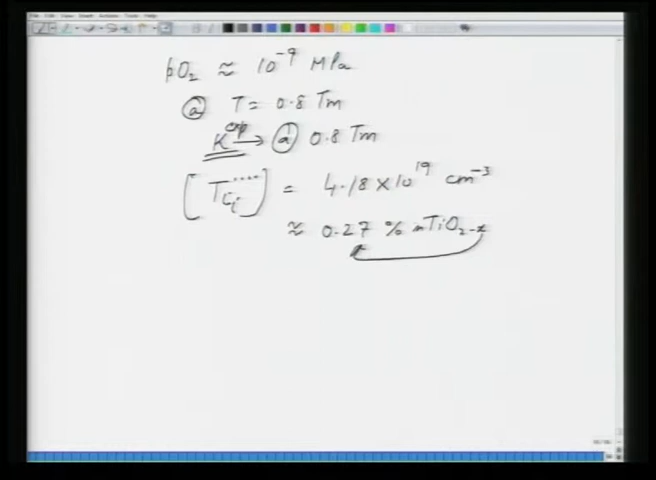 pO₂ ≈ 10⁻⁹ MPa
@ T = 0.8 Tm
K exp → @ 0.8 Tm
[Tᵢᵢ····] = 4.18 × 10¹⁹ cm⁻³
≈ 0.27 % in TiO₂₋ₓ